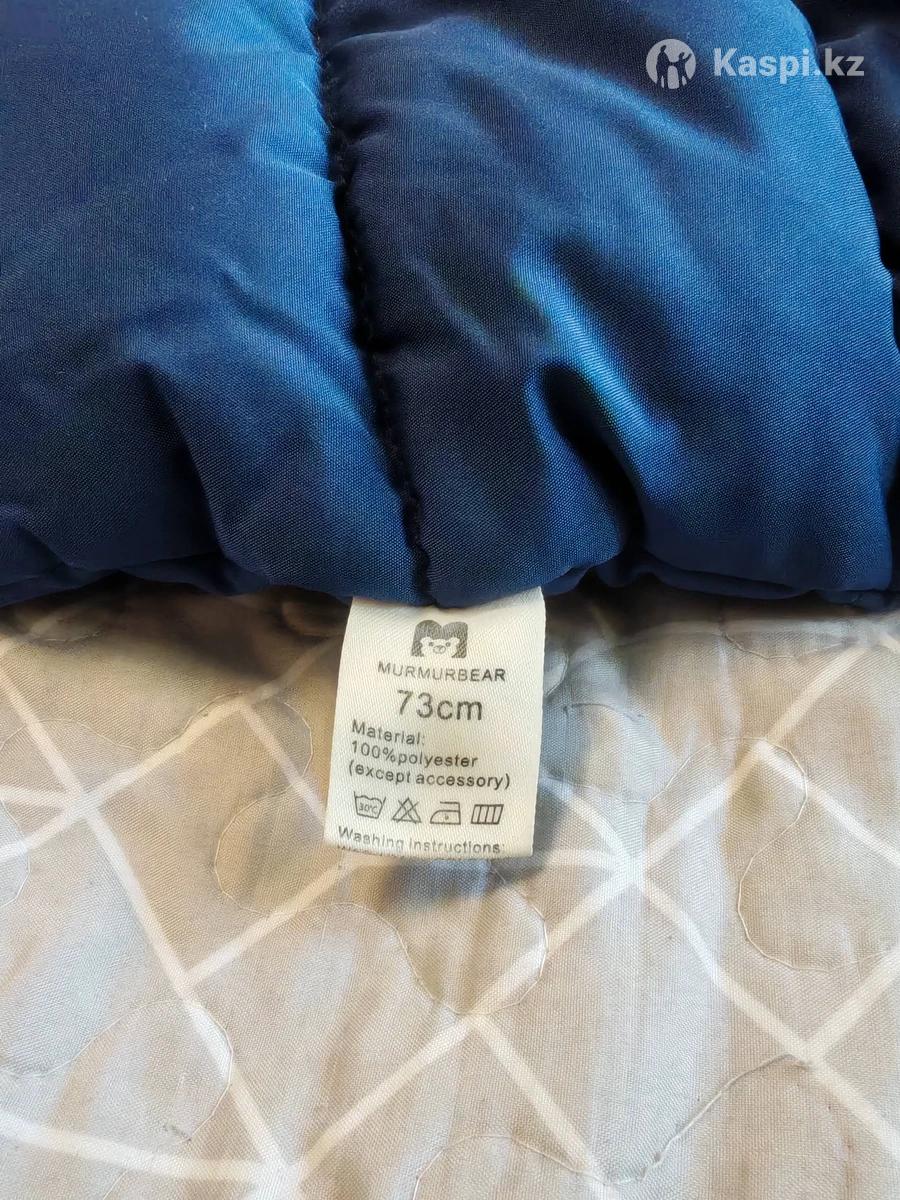 Kaspi.kz
MURMURBEAR
73cm
Material:
100%polyester
(except accessory)
30°C
Washing instructions: